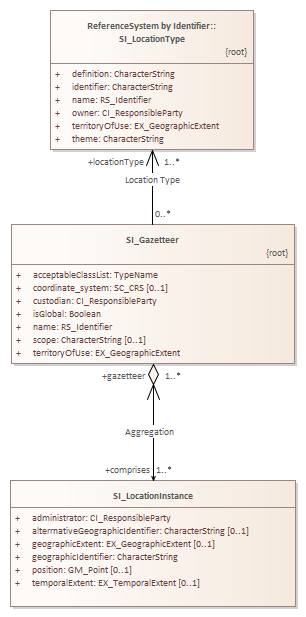 ReferenceSystem by Identifier::
SI_LocationType
{root}
+ definition: CharacterString
+ identifier: CharacterString
+ name: RS_Identifier
+ owner: CI_ResponsibleParty
+ territoryOfUse: EX_GeographicExtent
+ theme: CharacterString
+locationType 1..*
Location Type
0..*
SI_Gazetteer
{root}
+ acceptableClassList: TypeName
+ coordinate_system: SC_CRS [0..1]
+ custodian: CI_ResponsibleParty
+ isGlobal: Boolean
+ name: RS_Identifier
+ scope: CharacterString [0..1]
+ territoryOfUse: EX_GeographicExtent
+gazetteer 1..*
Aggregation
+comprises 1..*
SI_LocationInstance
+ administrator: CI_ResponsibleParty
+ alterrnativeGeographicIdentifier: CharacterString [0..1]
+ geographicExtent: EX_GeographicExtent [0..1]
+ geographicIdentifier: CharacterString
+ position: GM_Point [0..1]
+ temporalExtent: EX_TemporalExtent [0..1]